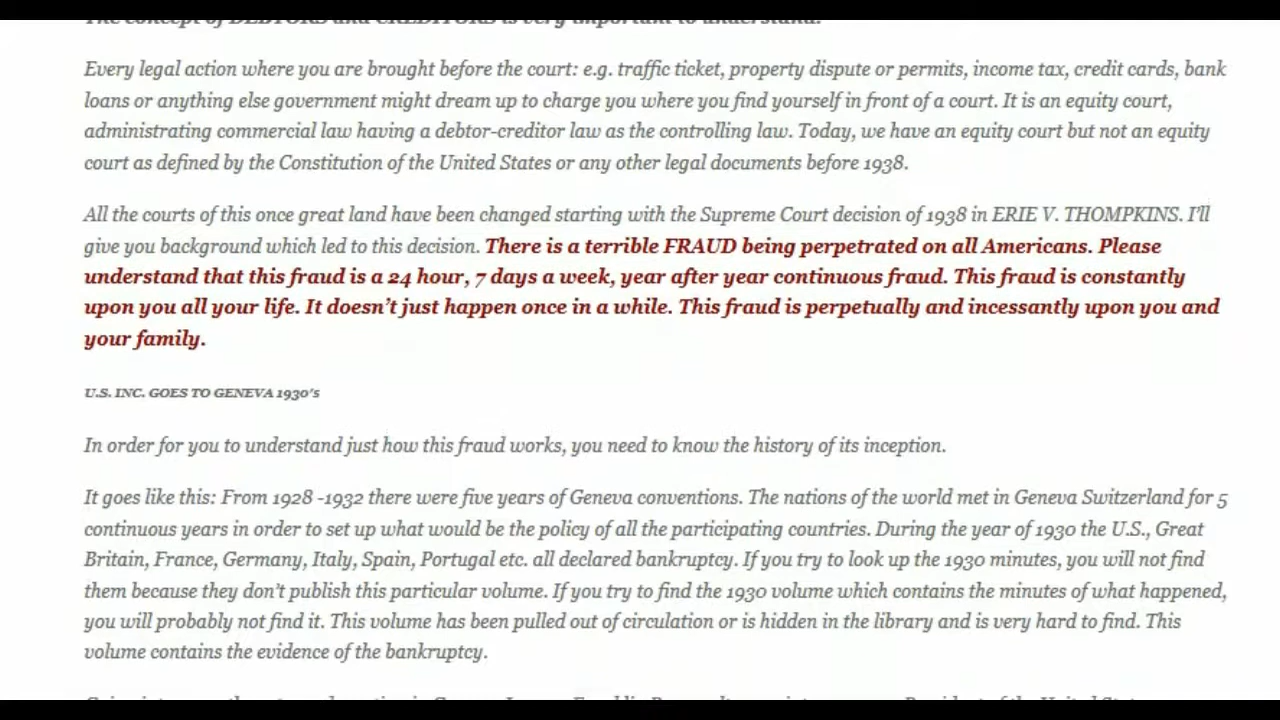 The concept of DEBTORS and CREDITORS is very important to understand.
Every legal action where you are brought before the court: e.g. traffic ticket, property dispute or permits, income tax, credit cards, bank
loans or anything else government might dream up to charge you where you find yourself in front of a court. It is an equity court,
administrating commercial law having a debtor-creditor law as the controlling law. Today, we have an equity court but not an equity
court as defined by the Constitution of the United States or any other legal documents before 1938.
All the courts of this once great land have been changed starting with the Supreme Court decision of 1938 in ERIE V. THOMPKINS. I'll
give you background which led to this decision. There is a terrible FRAUD being perpetrated on all Americans. Please
understand that this fraud is a 24 hour, 7 days a week, year after year continuous fraud. This fraud is constantly
upon you all your life. It doesn't just happen once in a while. This fraud is perpetually and incessantly upon you and
your family.
U.S. INC. GOES TO GENEVA 1930's
In order for you to understand just how this fraud works, you need to know the history of its inception.
It goes like this: From 1928 -1932 there were five years of Geneva conventions. The nations of the world met in Geneva Switzerland for 5
continuous years in order to set up what would be the policy of all the participating countries. During the year of 1930 the U.S., Great
Britain, France, Germany, Italy, Spain, Portugal etc. all declared bankruptcy. If you try to look up the 1930 minutes, you will not find
them because they don't publish this particular volume. If you try to find the 1930 volume which contains the minutes of what happened,
you will probably not find it. This volume has been pulled out of circulation or is hidden in the library and is very hard to find. This
volume contains the evidence of the bankruptcy.